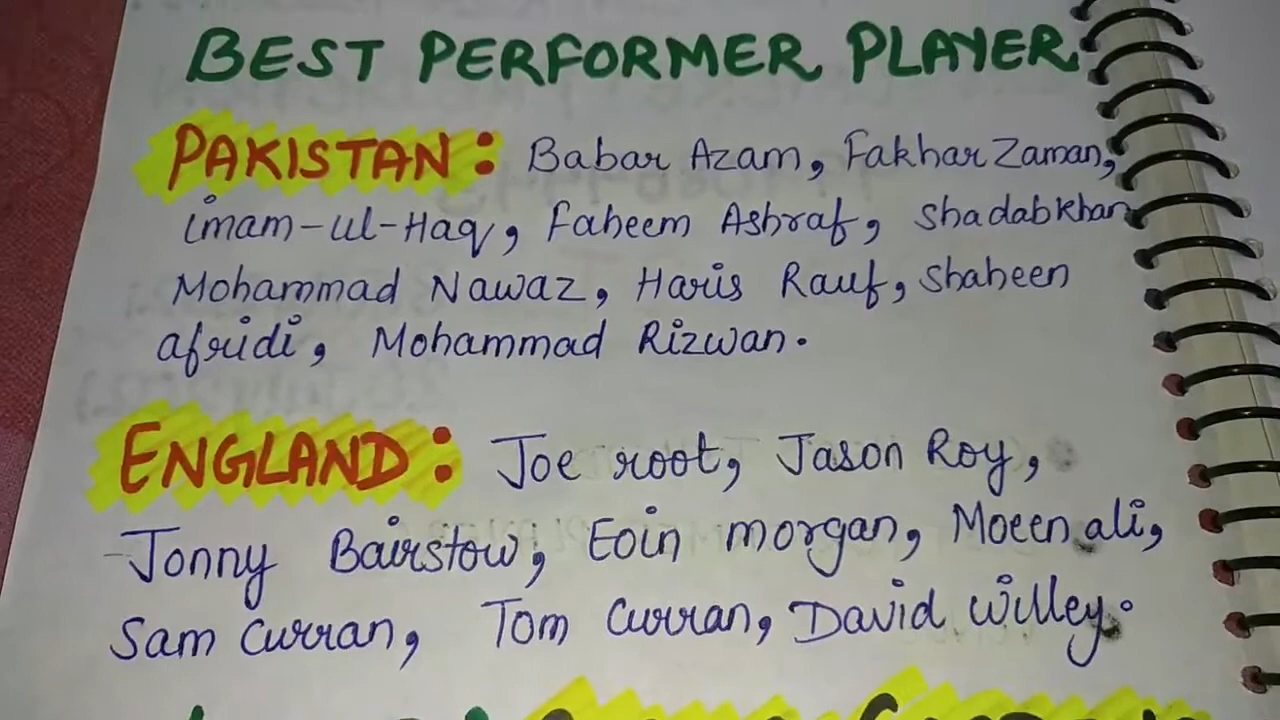 BEST PERFORMER PLAYER
PAKISTAN: Babar Azam, Fakhar Zaman,
imam-ul-Haq, Faheem Ashraf, Shadab khan
Mohammad Nawaz, Haris Rauf, Shaheen
afridi, Mohammad Rizwan.
ENGLAND: Joe root, Jason Roy,
Jonny Bairstow, Eoin morgan, Moeen ali,
Sam Curran, Tom Curran, David willey.